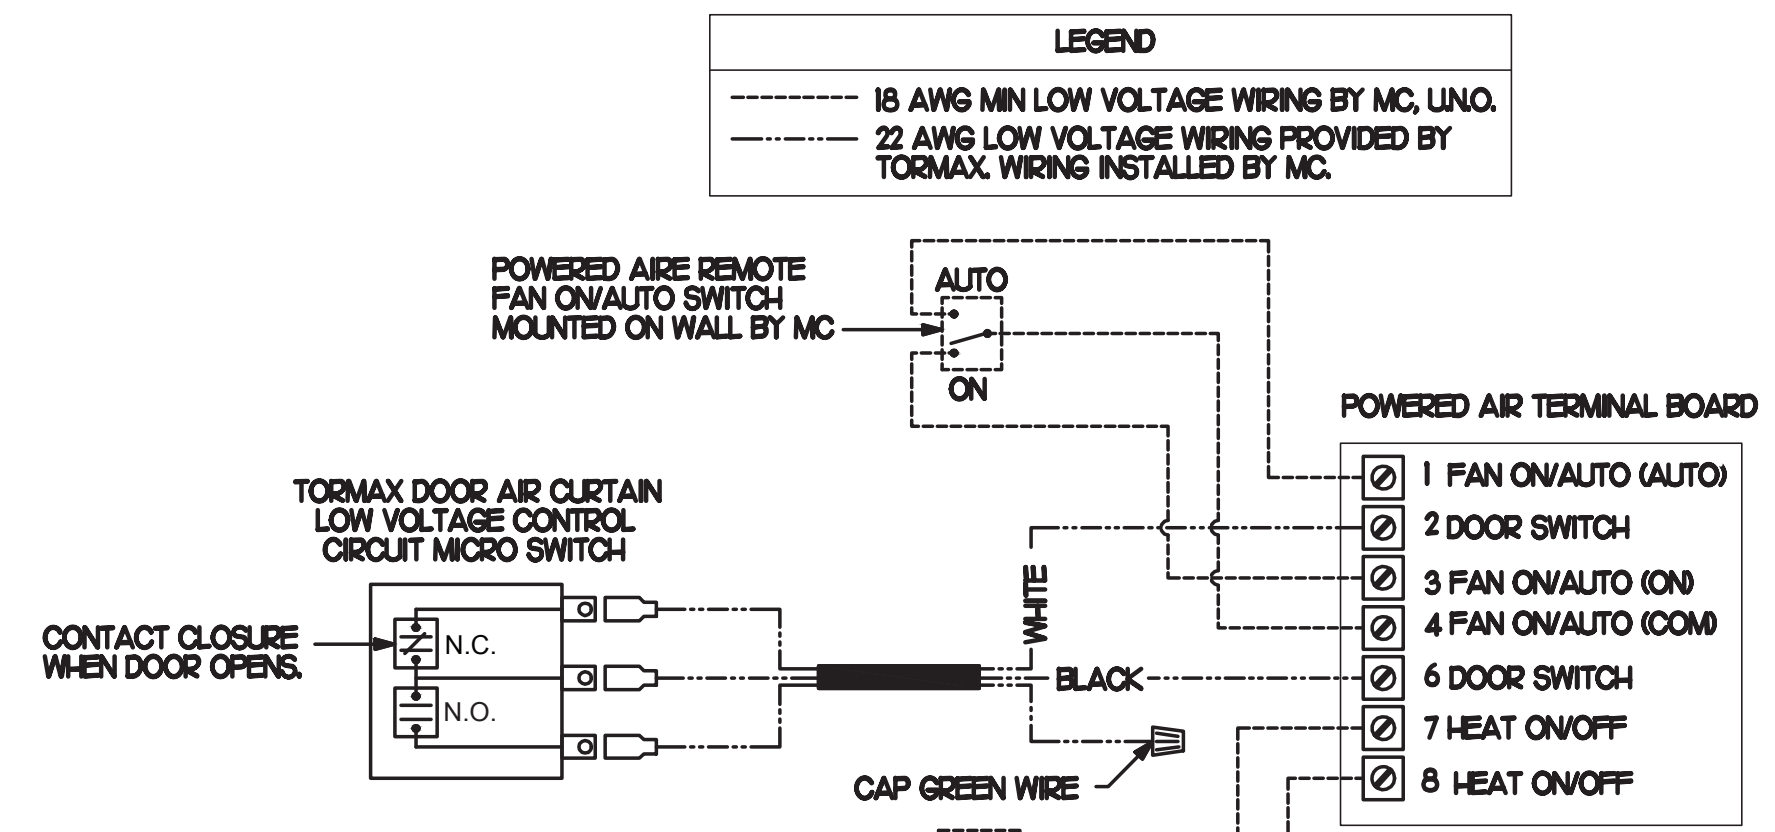 LEGEND
18 AWG MIN LOW VOLTAGE WIRING BY MC, U.N.O.
22 AWG LOW VOLTAGE WIRING PROVIDED BY
TORMAX. WIRING INSTALLED BY MC.
POWERED AIRE REMOTE
FAN ON/AUTO SWITCH
MOUNTED ON WALL BY MC
AUTO
ON
POWERED AIR TERMINAL BOARD
1 FAN ON/AUTO (AUTO)
2 DOOR SWITCH
3 FAN ON/AUTO (ON)
4 FAN ON/AUTO (COM)
6 DOOR SWITCH
7 HEAT ON/OFF
8 HEAT ON/OFF
TORMAX DOOR AIR CURTAIN
LOW VOLTAGE CONTROL
CIRCUIT MICRO SWITCH
CONTACT CLOSURE
WHEN DOOR OPENS.
N.C.
N.O.
WHITE
BLACK
CAP GREEN WIRE